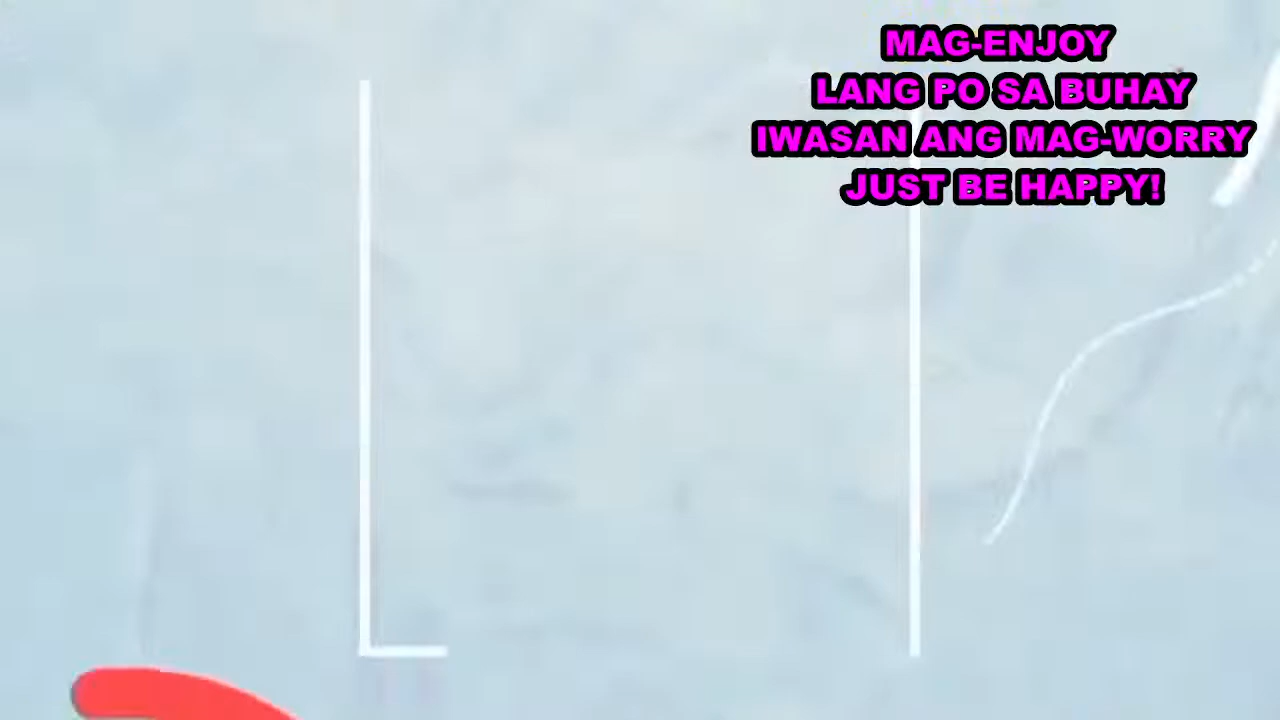 MAG-ENJOY
LANG PO SA BUHAY
IWASAN ANG MAG-WORRY
JUST BE HAPPY!